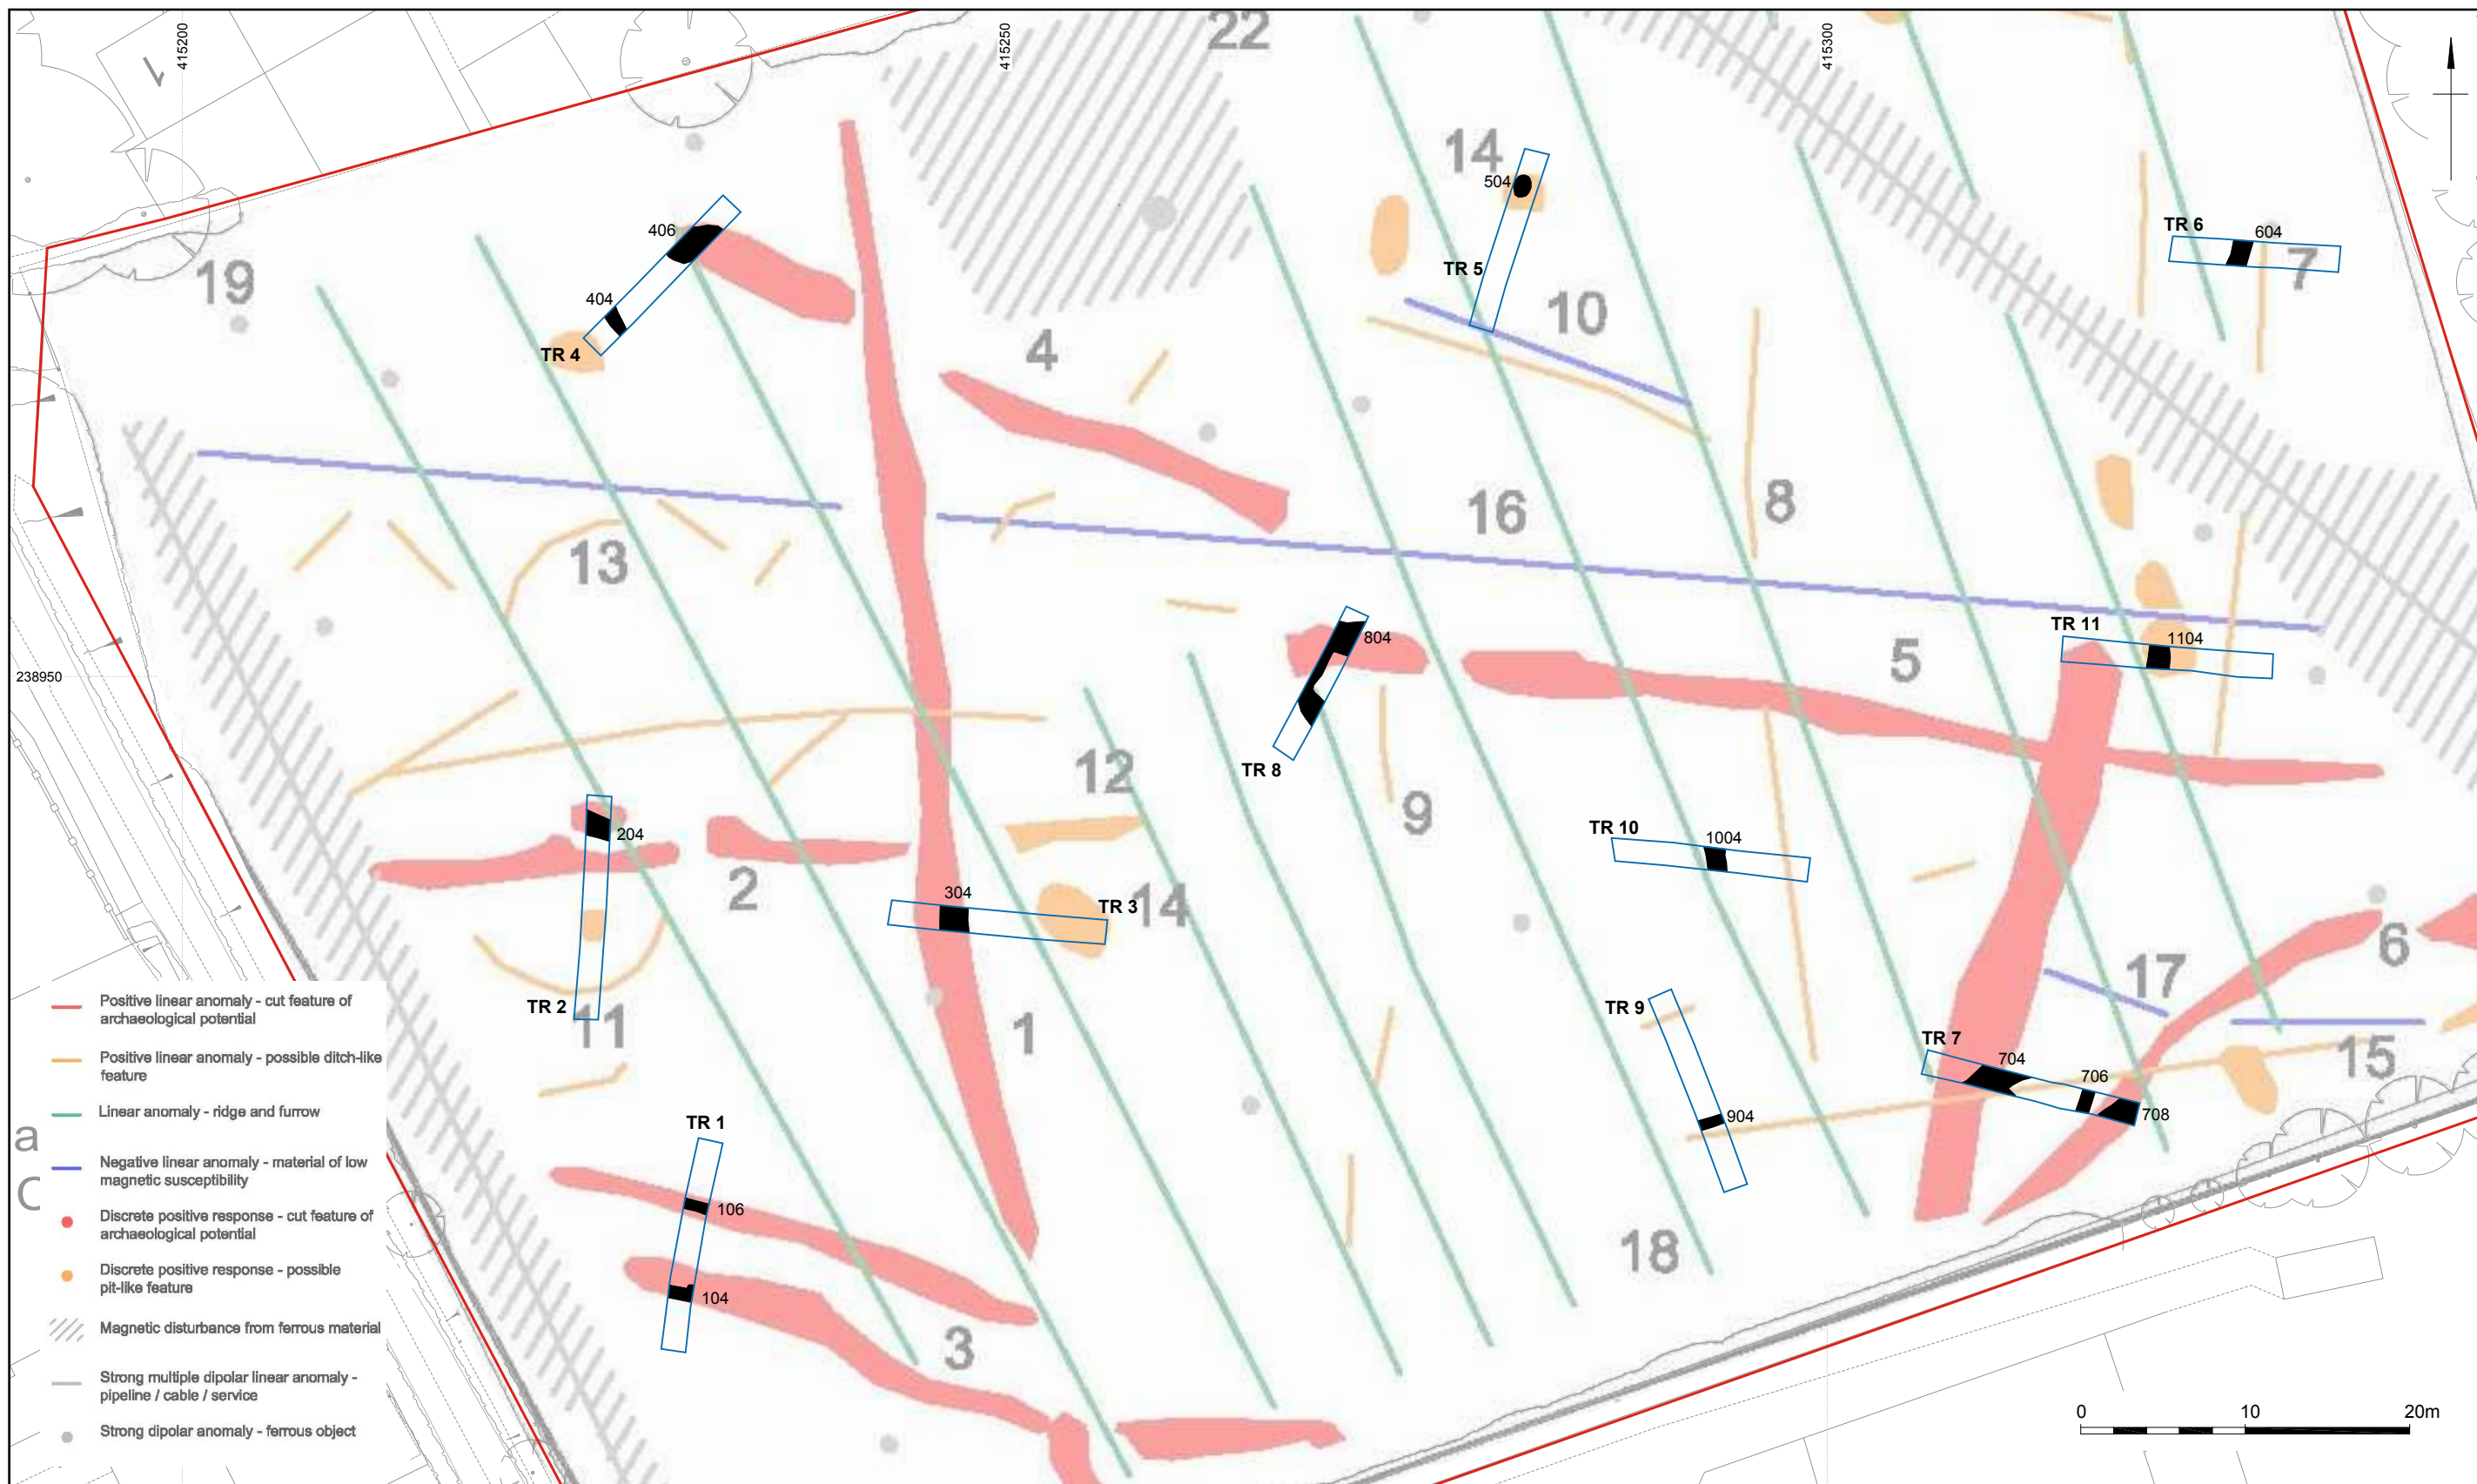 415200
415250
415300
22
14
504
TR 5
10
TR 6
604
7
19
406
404
TR 4
4
13
16
8
238950
804
TR 8
5
TR 11
1104
12
9
204
2
304
TR 3
14
TR 10
1004
TR 2
11
1
TR 9
904
17
6
15
TR 7
704
706
708
TR 1
106
104
3
18
a
C
Positive linear anomaly - cut feature of
archaeological potential
Positive linear anomaly - possible ditch-like
feature
Linear anomaly - ridge and furrow
Negative linear anomaly - material of low
magnetic susceptibility
Discrete positive response - cut feature of
archaeological potential
Discrete positive response - possible
pit-like feature
Magnetic disturbance from ferrous material
Strong multiple dipolar linear anomaly -
pipeline / cable / service
Strong dipolar anomaly - ferrous object
0 10 20m